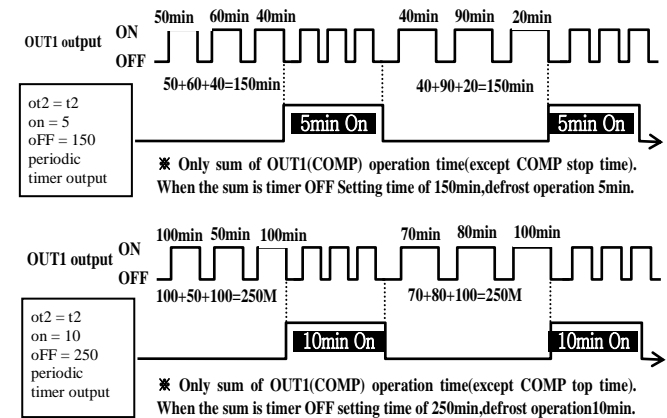 50min 60min 40min 40min 90min 20min
OUT1 output ON
OFF
50+60+40=150min 40+90+20=150min
ot2 = t2
on = 5
oFF = 150
periodic
timer output
5min On 5min On
※ Only sum of OUT1(COMP) operation time(except COMP stop time).
When the sum is timer OFF Setting time of 150min,defrost operation 5min.
100min 50min 100min 70min 80min 100min
OUT1 output ON
OFF
100+50+100=250M 70+80+100=250M
ot2 = t2
on = 10
oFF = 250
periodic
timer output
10min On 10min On
※ Only sum of OUT1(COMP) operation time(except COMP top time).
When the sum is timer OFF setting time of 250min,defrost operation10min.